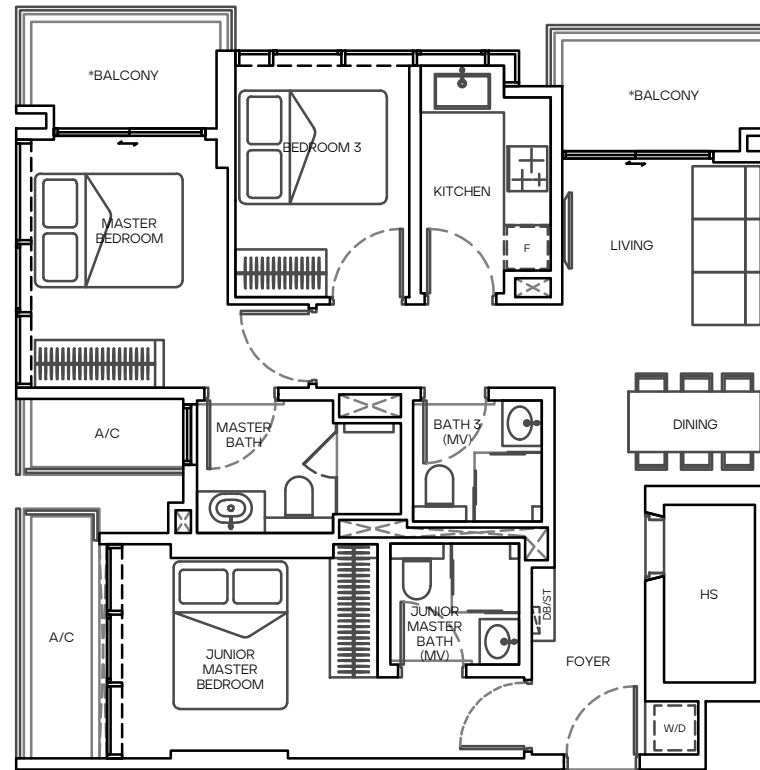 *BALCONY
*BALCONY
BEDROOM 3
KITCHEN
MASTER
BEDROOM
F
LIVING
A/C
MASTER
BATH
BATH 3
(MV)
DINING
HS
DB/ST
A/C
JUNIOR
MASTER
BEDROOM
JUNIOR
MASTER
BATH
(MV)
FOYER
W/D